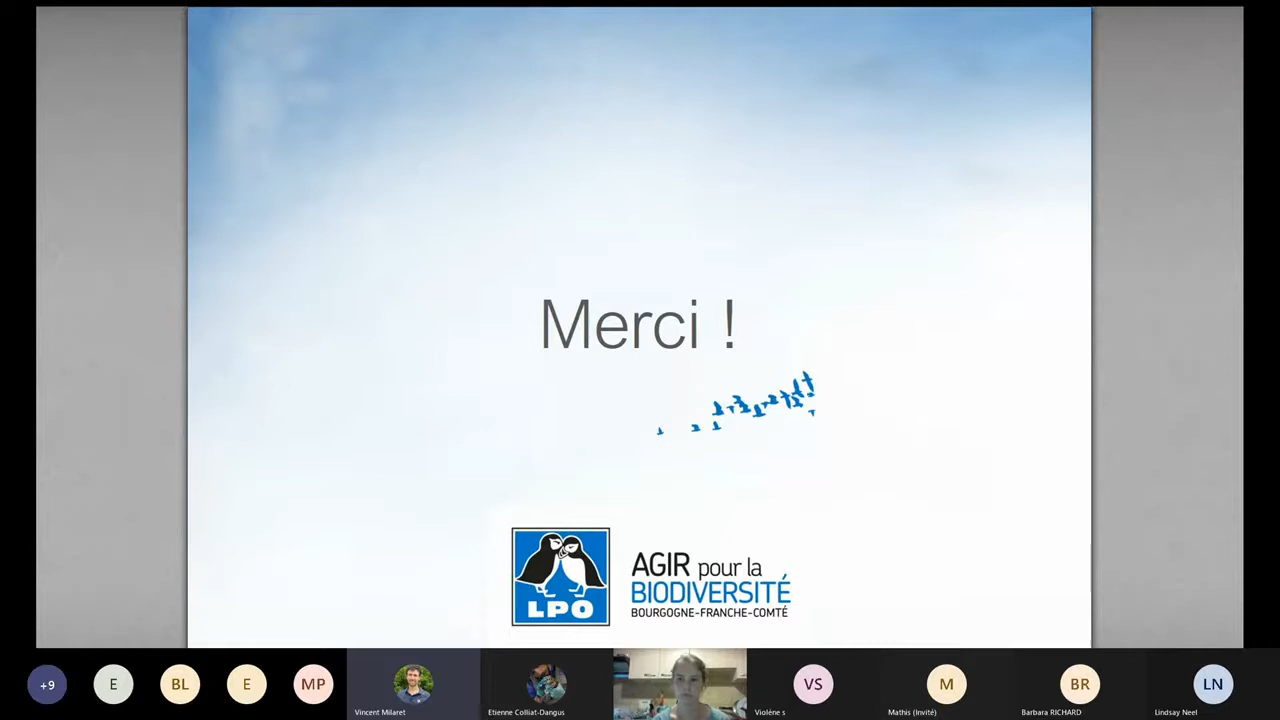 Merci !
LPO
AGIR pour la
BIODIVERSITÉ
BOURGOGNE-FRANCHE-COMTÉ
+9
E
BL
E
MP
VS
M
BR
LN
Vincent Milaret
Etienne Colliat-Dangus
Violène s
Mathis (Invité)
Barbara RICHARD
Lindsay Neel